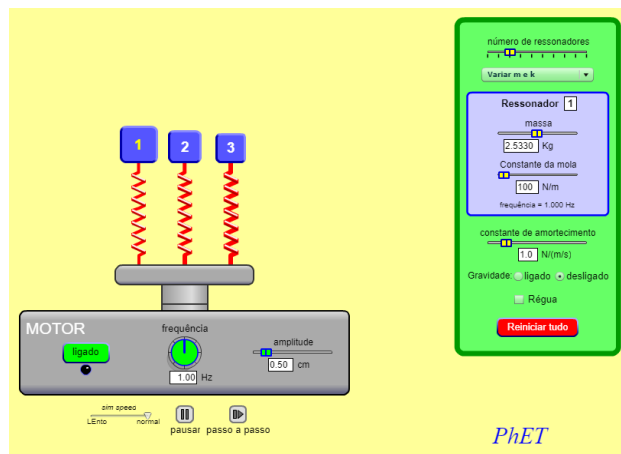 número de ressonadores
Variar m e k
Ressonador 1
massa
2.5330 Kg
Constante da mola
100 N/m
frequência = 1.000 Hz
constante de amortecimento
1.0 N/(m/s)
Gravidade: ligado desligado
Régua
Reiniciar tudo
1 2 3
MOTOR
ligado
frequência
1.00 Hz
amplitude
0.50 cm
sim speed
LEnto normal
pausar passo a passo
PhET